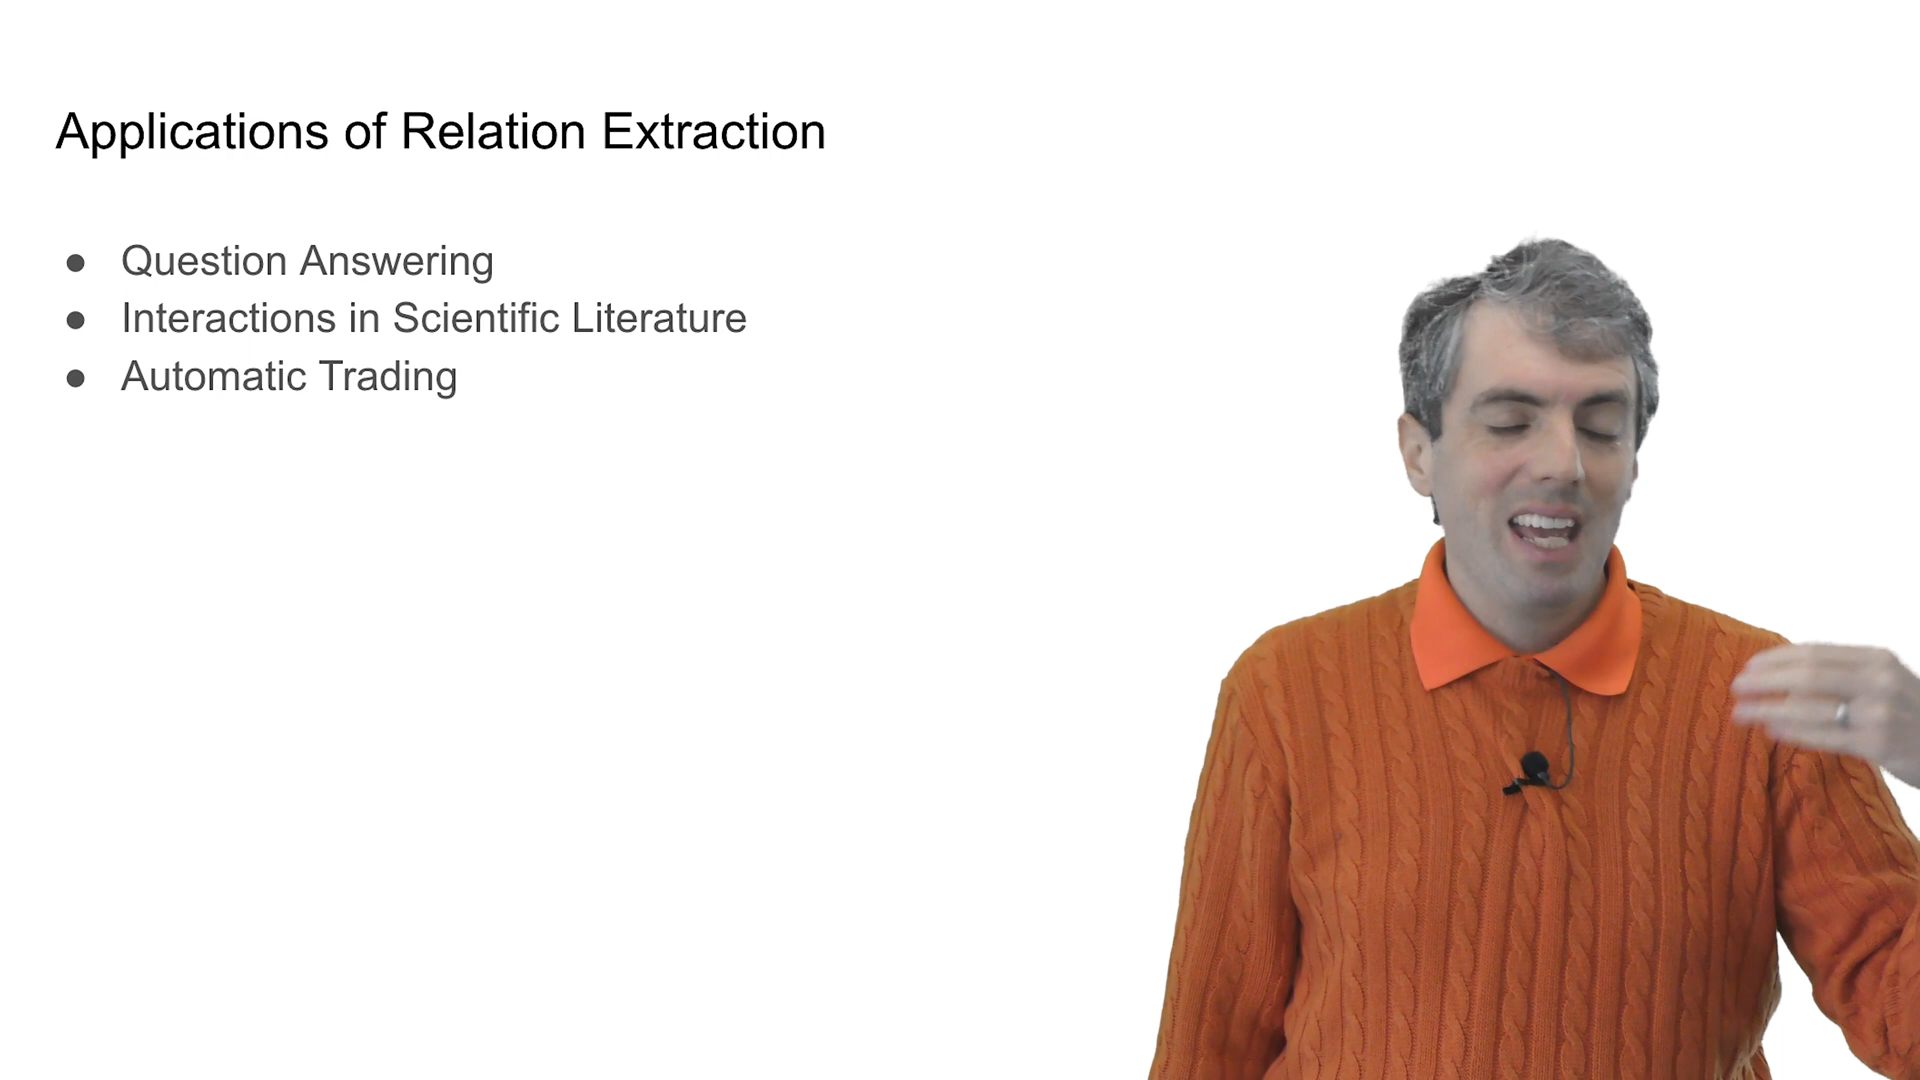 Applications of Relation Extraction
● Question Answering
● Interactions in Scientific Literature
● Automatic Trading